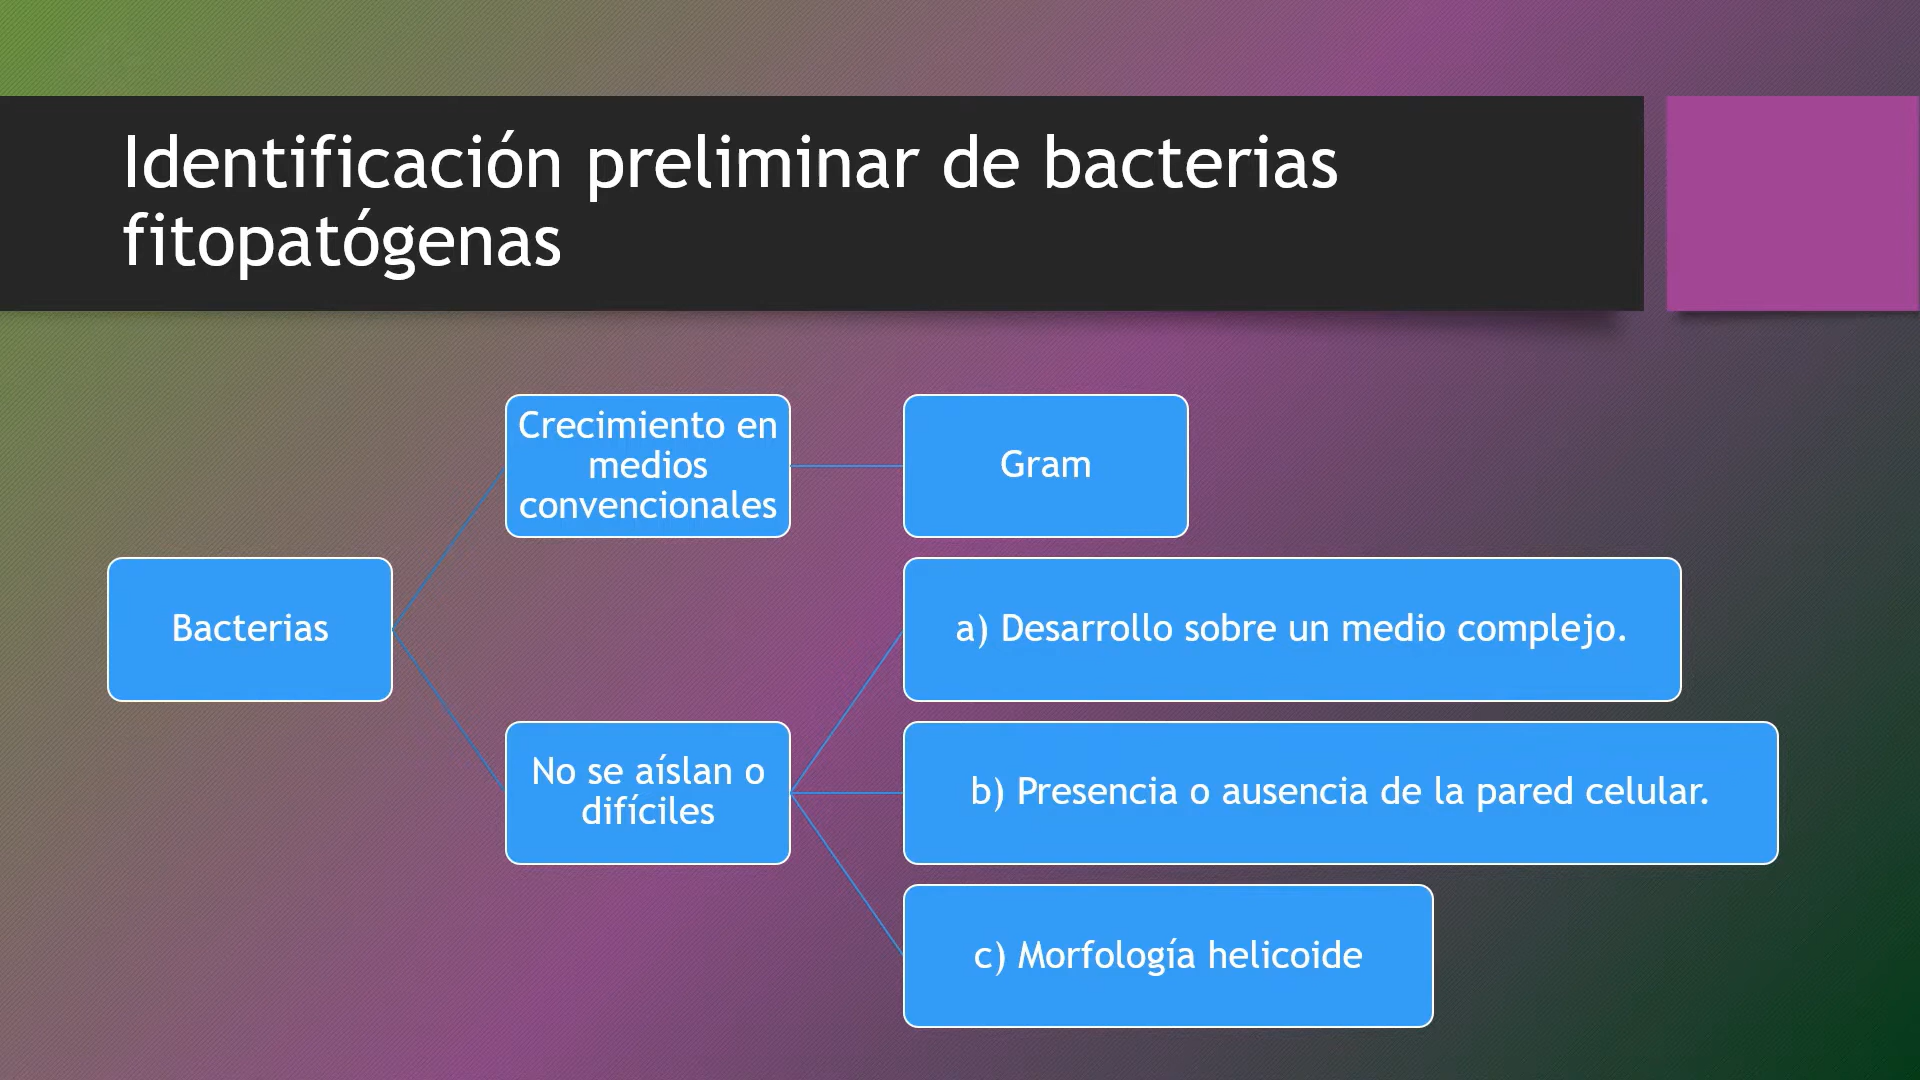 Identificación preliminar de bacterias
fitopatógenas
Bacterias
Crecimiento en
medios
convencionales
Gram
No se aíslan o
difíciles
a) Desarrollo sobre un medio complejo.
b) Presencia o ausencia de la pared celular.
c) Morfología helicoide